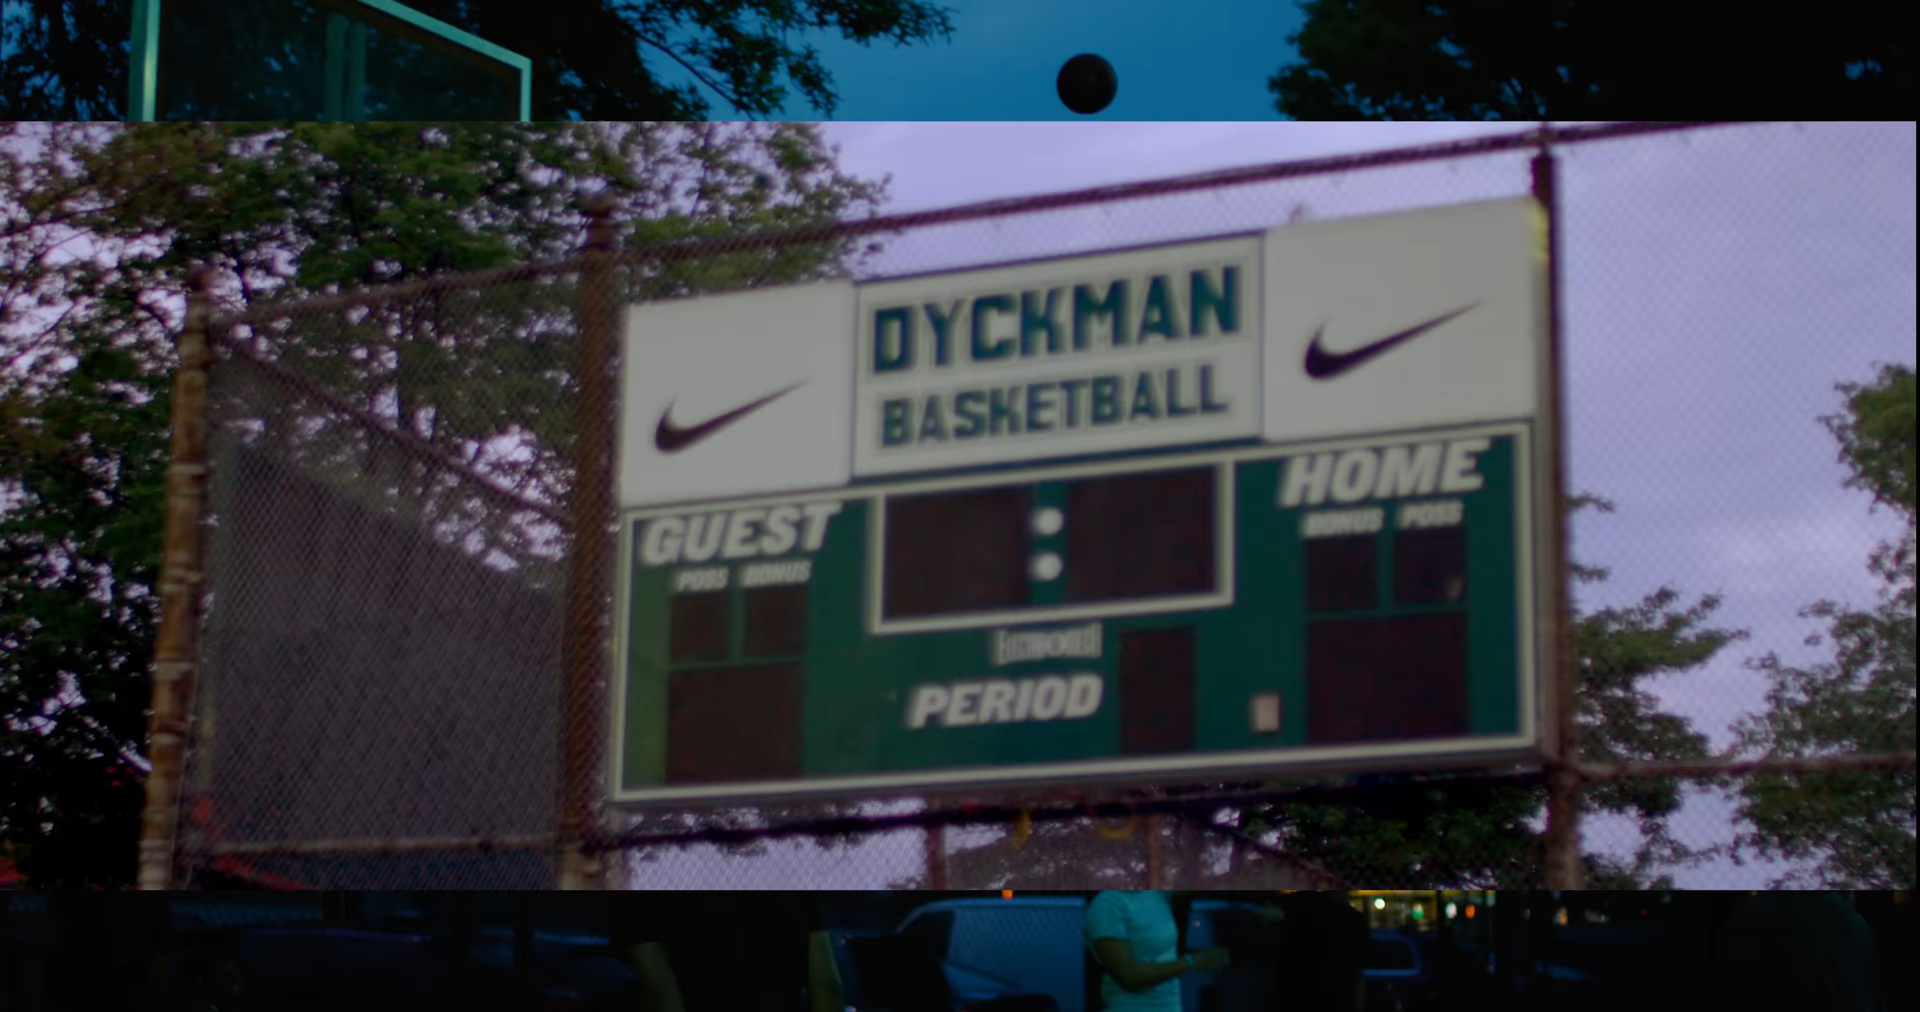 DYCKMAN
BASKETBALL
HOME
BONUS POSS
GUEST
POSS BONUS
PERIOD